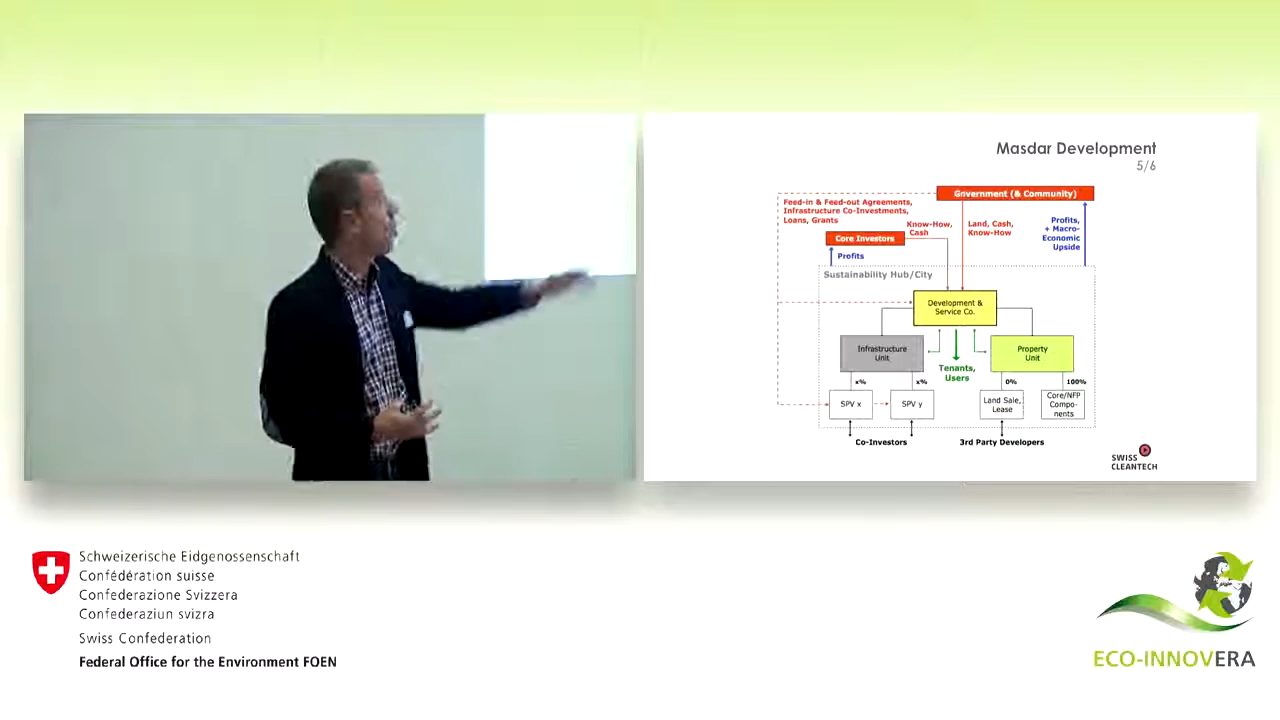 Masdar Development
5/6
Government (& Community)
Feed-in & Feed-out Agreements,
Infrastructure Co-Investments,
Loans, Grants
Know-How,
Cash
Land, Cash,
Know-How
Profits,
+ Macro-
Economic
Upside
Core Investors
Profits
Sustainability Hub/City
Development &
Service Co.
Infrastructure
Unit
Property
Unit
Tenants,
Users
x%
x%
0%
100%
SPV x
SPV y
Land Sale,
Lease
Core/NFP
Compo-
nents
Co-Investors
3rd Party Developers
SWISS
CLEANTECH
Schweizerische Eidgenossenschaft
Confédération suisse
Confederazione Svizzera
Confederaziun svizra
Swiss Confederation
Federal Office for the Environment FOEN
ECO-INNOVERA